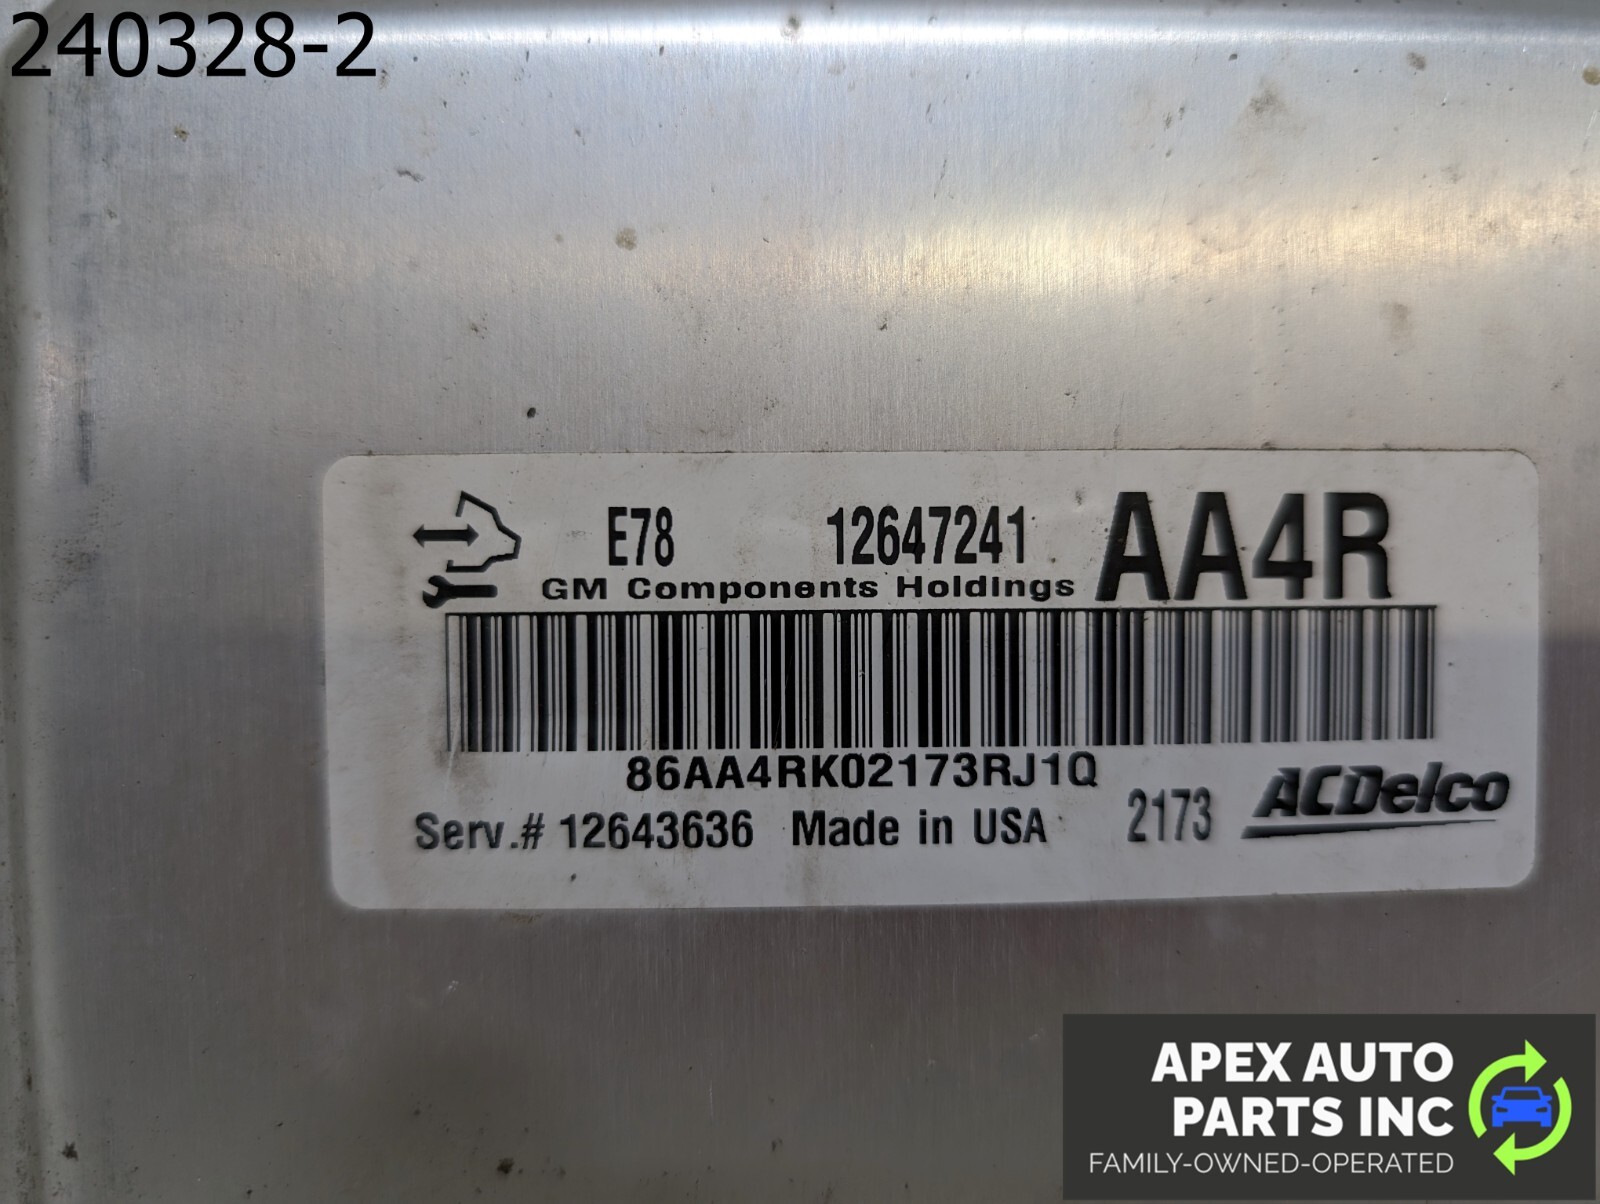 240328-2
E78 12647241 AA4R
GM Components Holdings
86AA4RK02173RJ1Q
Serv.# 12643636 Made in USA 2173 ACDelco
APEX AUTO
PARTS INC
FAMILY-OWNED-OPERATED